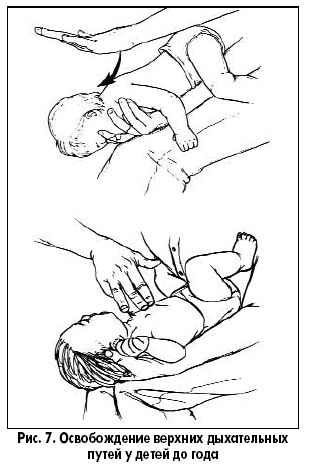 Рис. 7. Освобождение верхних дыхательных
путей у детей до года